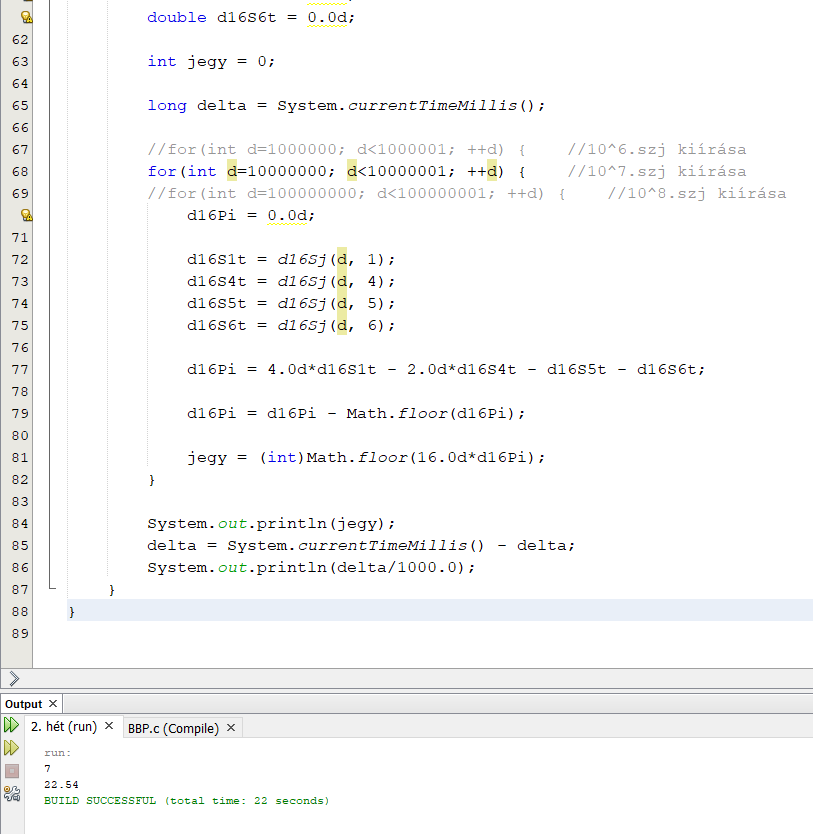 double d16S6t = 0.0d;
62
63 int jegy = 0;
64
65 long delta = System.currentTimeMillis();
66
67 //for(int d=1000000; d<1000001; ++d) { //10^6.szj kiírása
68 for(int d=10000000; d<10000001; ++d) { //10^7.szj kiírása
69 //for(int d=100000000; d<100000001; ++d) { //10^8.szj kiírása
d16Pi = 0.0d;
71
72 d16S1t = d16Sj(d, 1);
73 d16S4t = d16Sj(d, 4);
74 d16S5t = d16Sj(d, 5);
75 d16S6t = d16Sj(d, 6);
76
77 d16Pi = 4.0d*d16S1t - 2.0d*d16S4t - d16S5t - d16S6t;
78
79 d16Pi = d16Pi - Math.floor(d16Pi);
80
81 jegy = (int)Math.floor(16.0d*d16Pi);
82 }
83
84 System.out.println(jegy);
85 delta = System.currentTimeMillis() - delta;
86 System.out.println(delta/1000.0);
87 }
88 }
89
Output
2. hét (run) BBP.c (Compile)
run:
7
22.54
BUILD SUCCESSFUL (total time: 22 seconds)